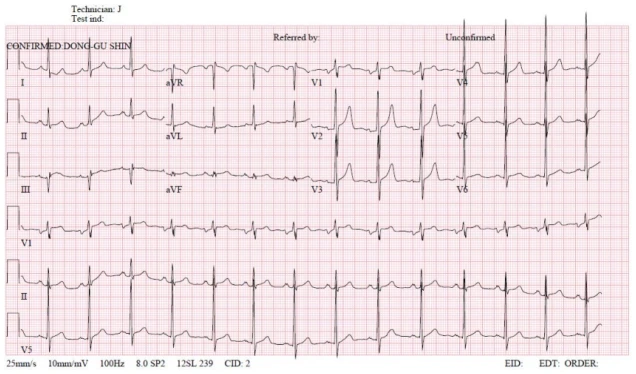 Technician: J
Test ind:
Referred by:
Unconfirmed
CONFIRMED:DONG-GU SHIN
I aVR V1 V4
II aVL V2 V5
III aVF V3 V6
V1
II
V5
25mm/s 10mm/mV 100Hz 8.0 SP2 12SL 239 CID: 2 EID: EDT: ORDER: